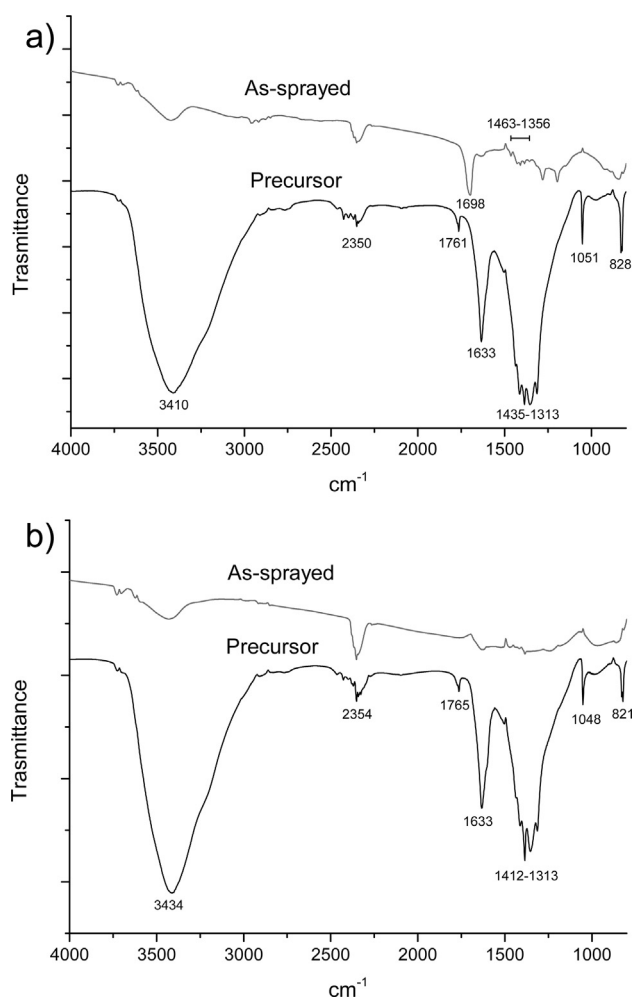 a)
As-sprayed
1463-1356
Precursor
1698
2350
1761
1051
828
1633
3410
1435-1313
Trasmittance
4000 3500 3000 2500 2000 1500 1000
cm-1
b)
As-sprayed
Precursor
2354
1765
1048
821
1633
1412-1313
3434
Trasmittance
4000 3500 3000 2500 2000 1500 1000
cm-1